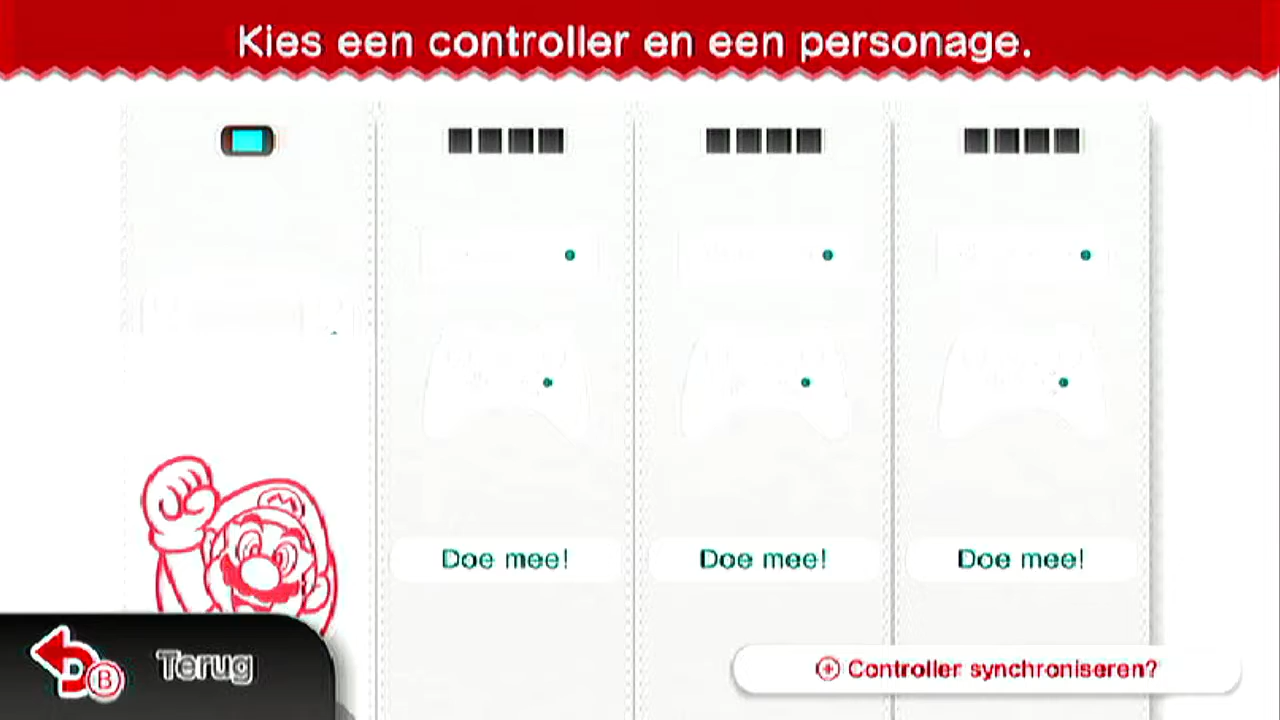 Kies een controller en een personage.
Doe mee!
Doe mee!
Doe mee!
B Terug
Controller synchroniseren?